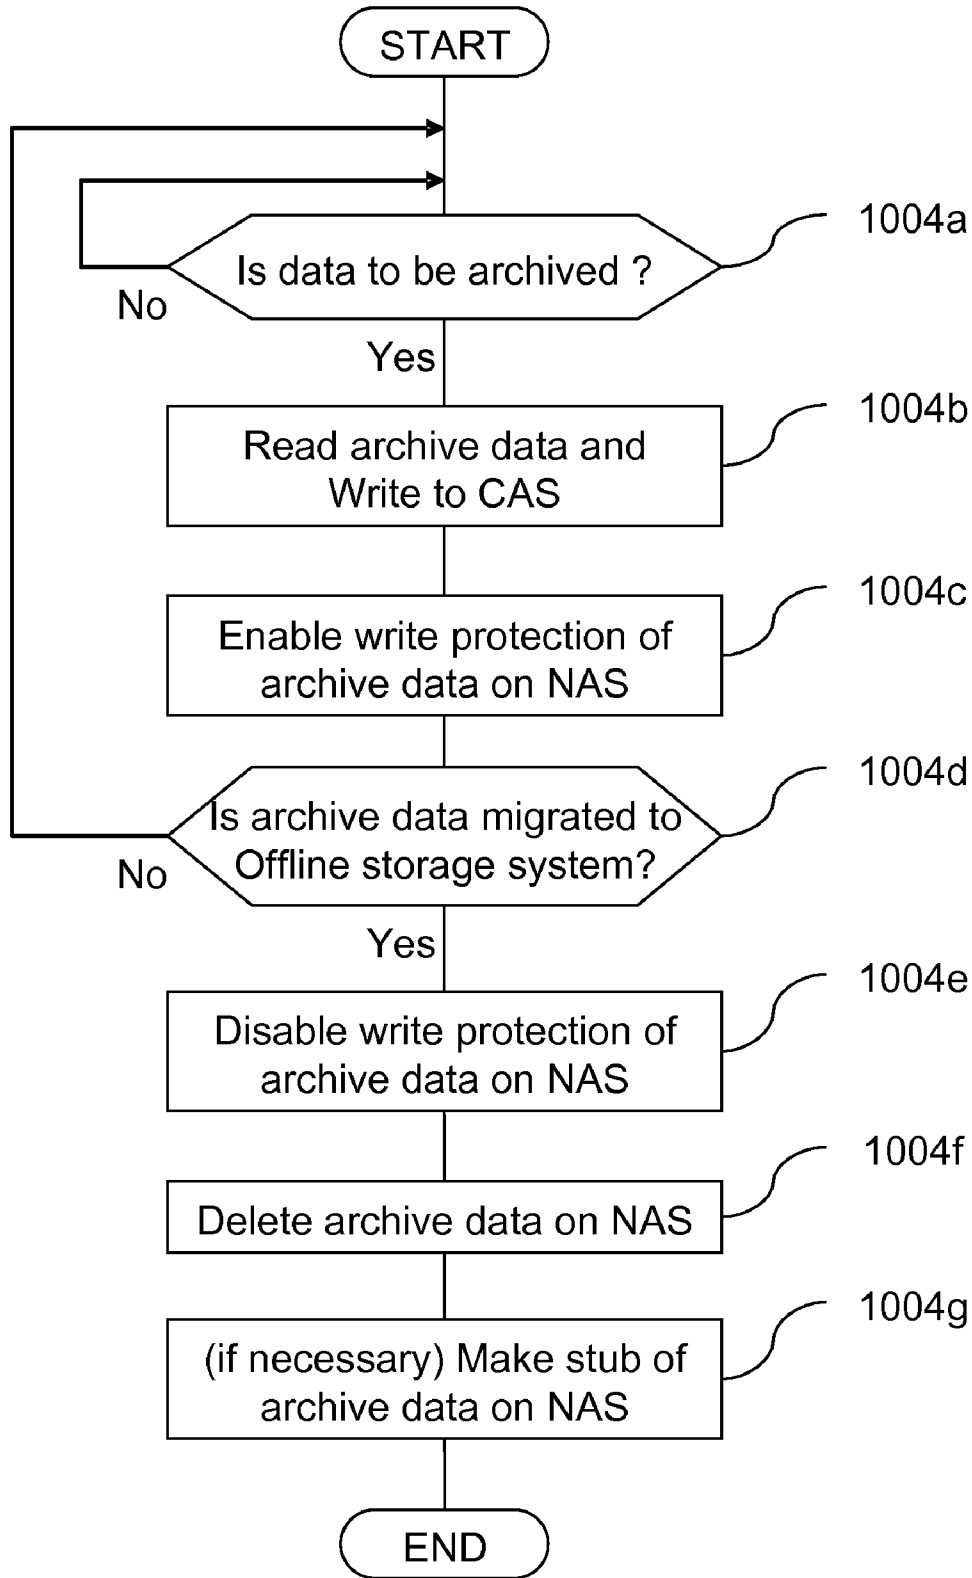 START
Is data to be archived ?
1004a
No
Yes
Read archive data and
Write to CAS
1004b
Enable write protection of
archive data on NAS
1004c
Is archive data migrated to
Offline storage system?
1004d
No
Yes
Disable write protection of
archive data on NAS
1004e
Delete archive data on NAS
1004f
(if necessary) Make stub of
archive data on NAS
1004g
END